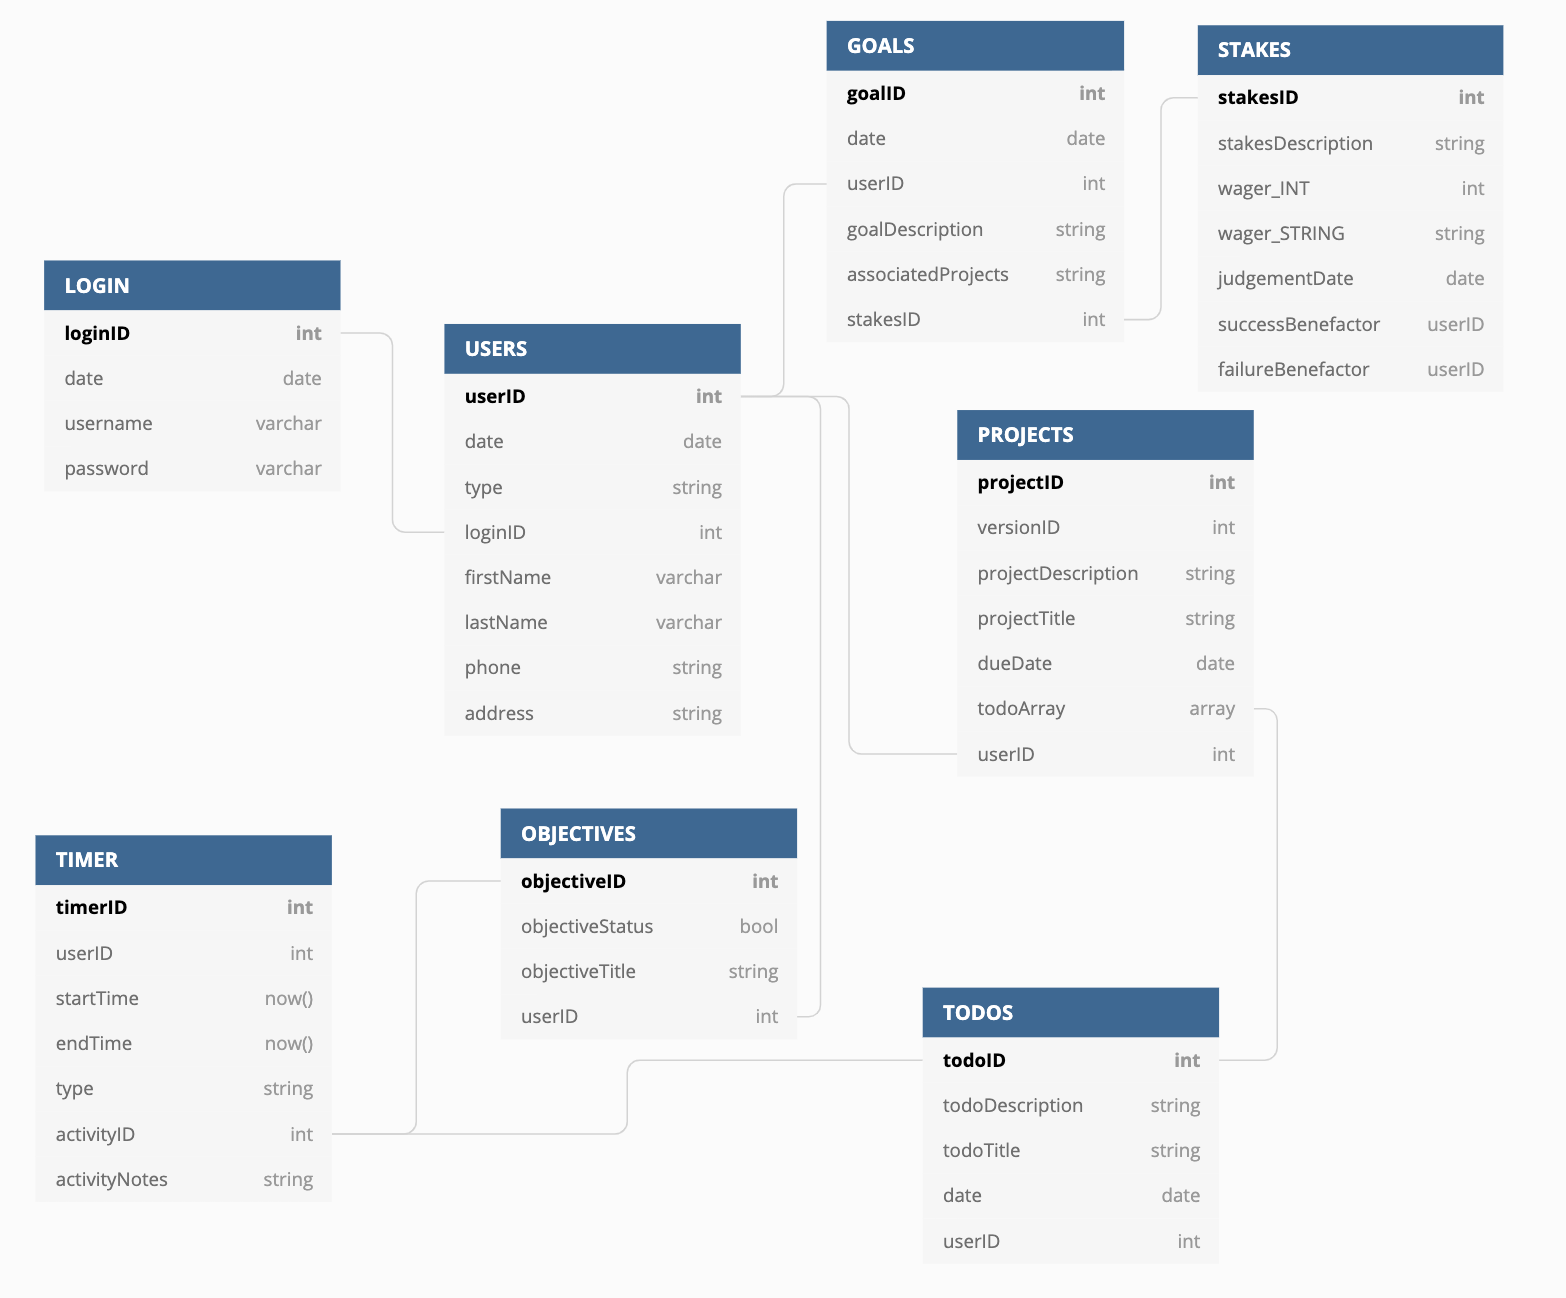 GOALS
goalID int
date date
userID int
goalDescription string
associatedProjects string
stakesID int
STAKES
stakesID int
stakesDescription string
wager_INT int
wager_STRING string
judgementDate date
successBenefactor userID
failureBenefactor userID
LOGIN
loginID int
date date
username varchar
password varchar
USERS
userID int
date date
type string
loginID int
firstName varchar
lastName varchar
phone string
address string
PROJECTS
projectID int
versionID int
projectDescription string
projectTitle string
dueDate date
todoArray array
userID int
TIMER
timerID int
userID int
startTime now()
endTime now()
type string
activityID int
activityNotes string
OBJECTIVES
objectiveID int
objectiveStatus bool
objectiveTitle string
userID int
TODOS
todoID int
todoDescription string
todoTitle string
date date
userID int